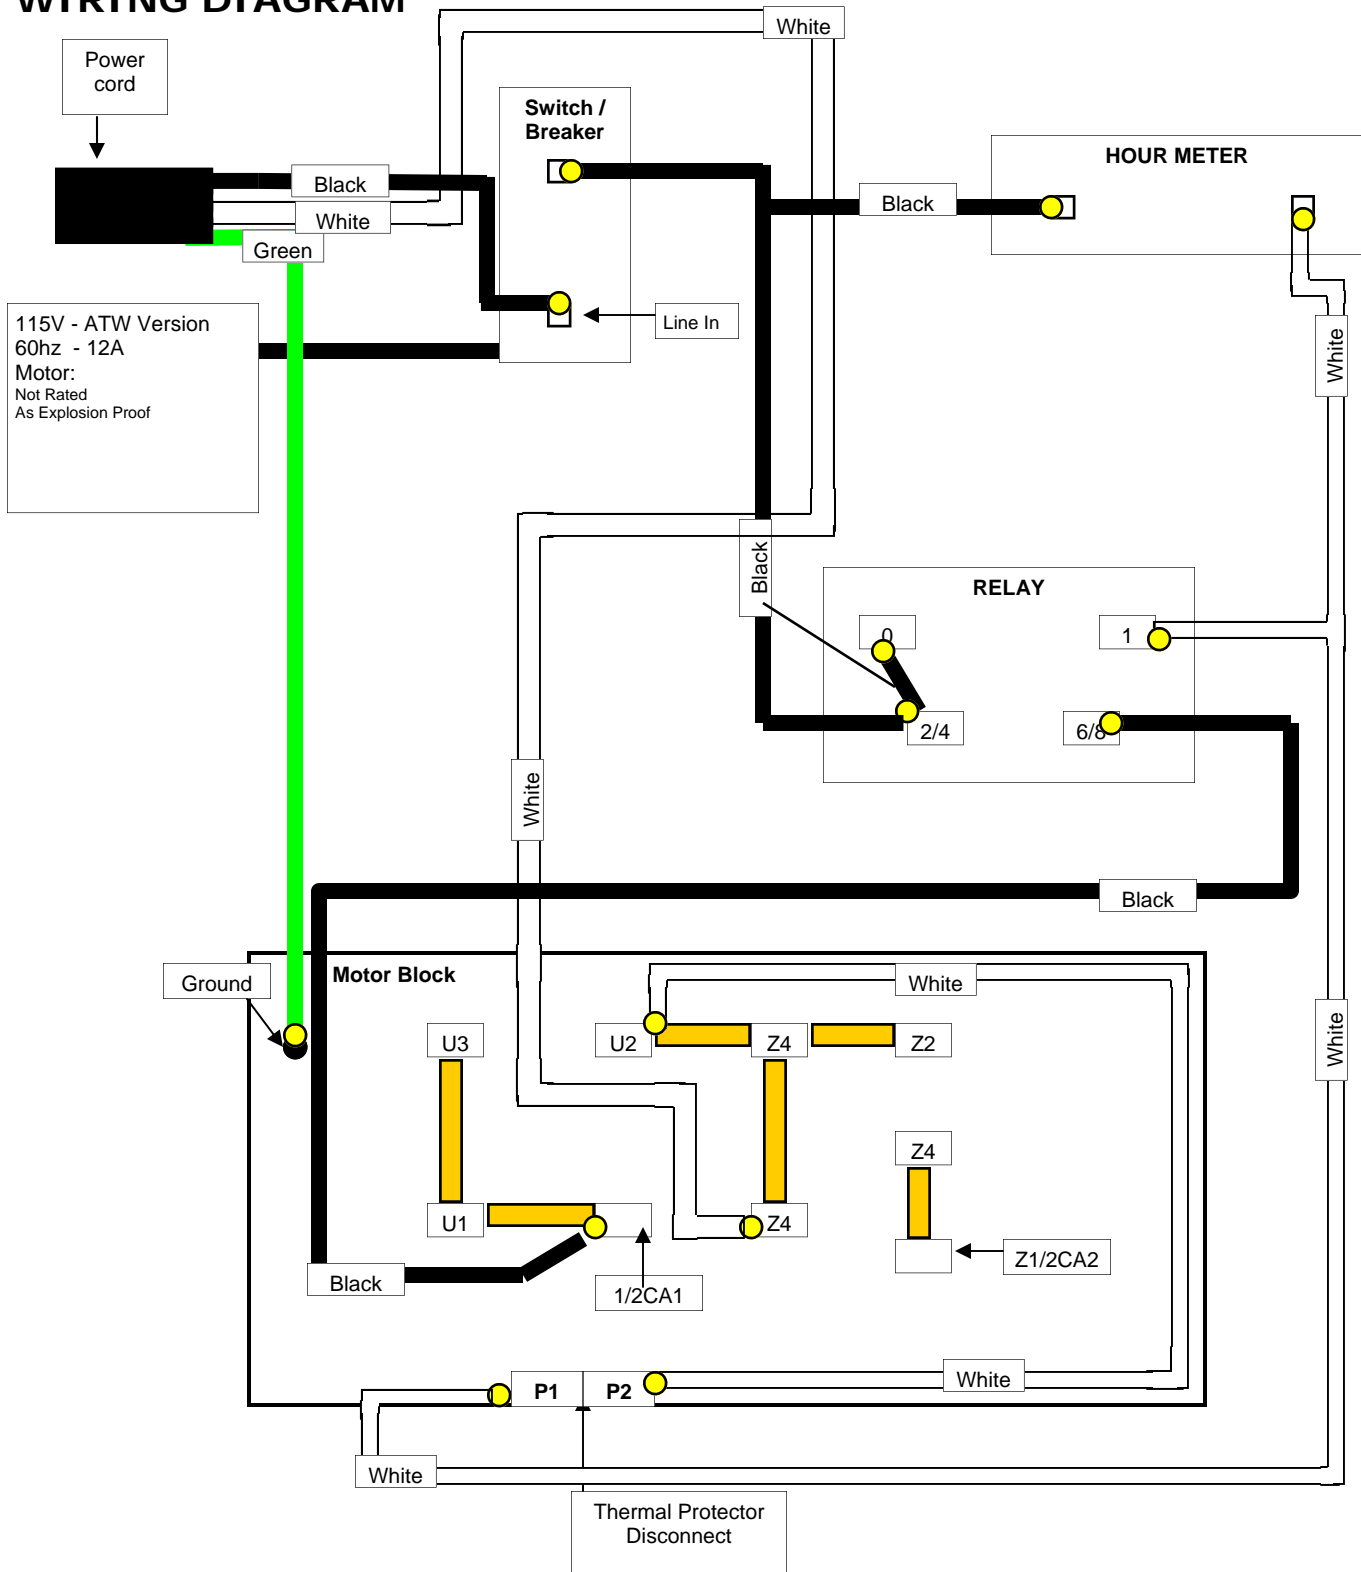 WIRING DIAGRAM
White
Power
cord
Switch /
Breaker
HOUR METER
Black
Black
White
Green
115V - ATW Version
60hz - 12A
Motor:
Not Rated
As Explosion Proof
Line In
White
Black
RELAY
0
1
2/4
6/8
White
Black
Ground
Motor Block
White
U3
U2
Z4
Z2
White
Z4
U1
Z4
Z1/2CA2
Black
1/2CA1
P1
P2
White
White
Thermal Protector
Disconnect